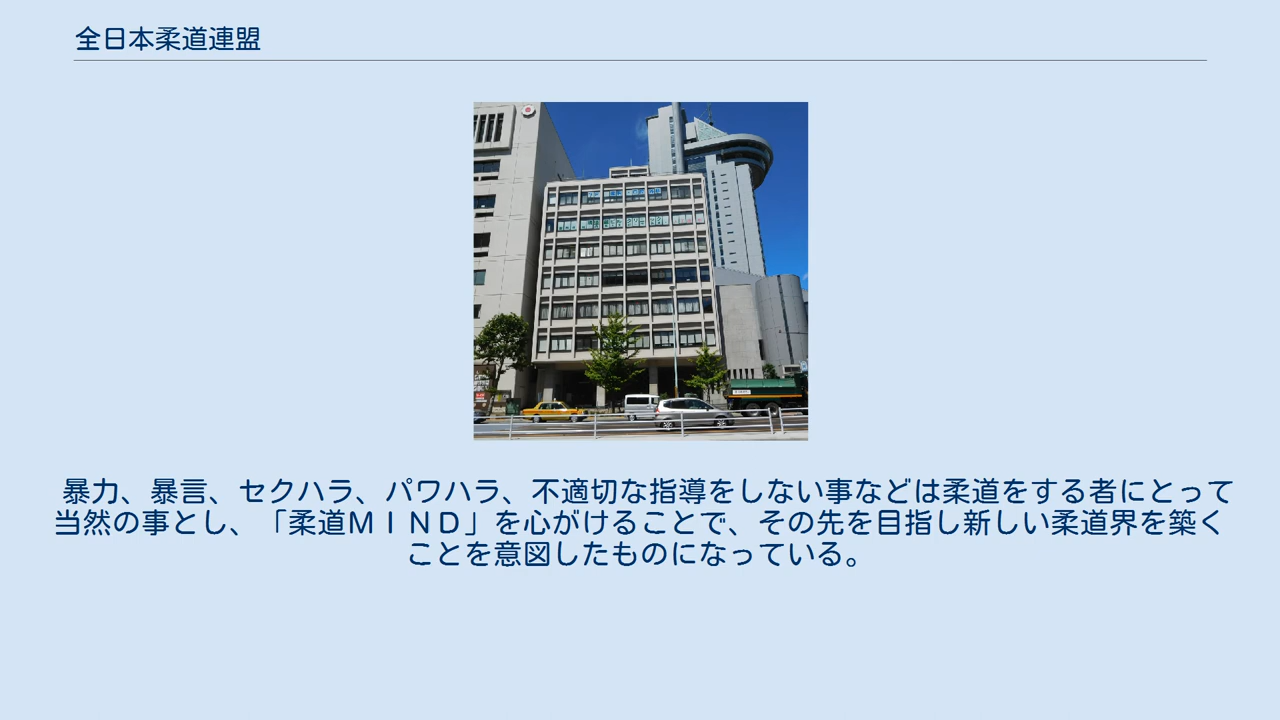 全日本柔道連盟
暴力、暴言、セクハラ、パワハラ、不適切な指導をしない事などは柔道をする者にとって
当然の事とし、「柔道ＭＩＮＤ」を心がけることで、その先を目指し新しい柔道界を築く
ことを意図したものになっている。